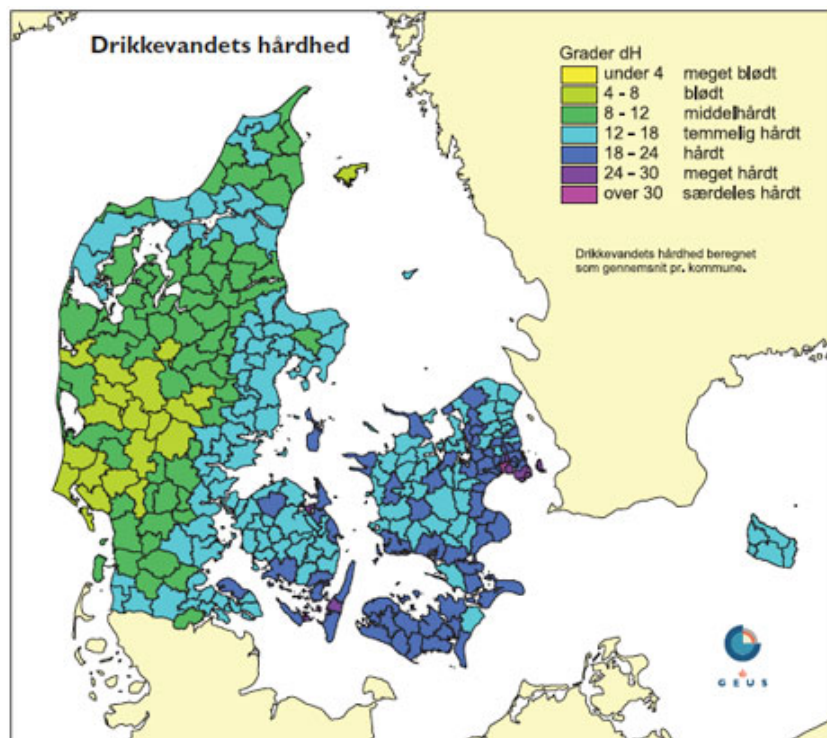 Drikkevandets hårdhed
Grader dH
under 4 meget blødt
4 - 8 blødt
8 - 12 middelhårdt
12 - 18 temmelig hårdt
18 - 24 hårdt
24 - 30 meget hårdt
over 30 særdeles hårdt
Drikkevandets hårdhed beregnet
som gennemsnit pr. kommune.
G E U S